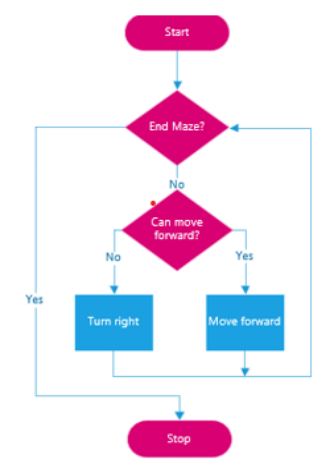 Start
End Maze?
No
Can move
forward?
No
Yes
Yes
Turn right
Move forward
Stop